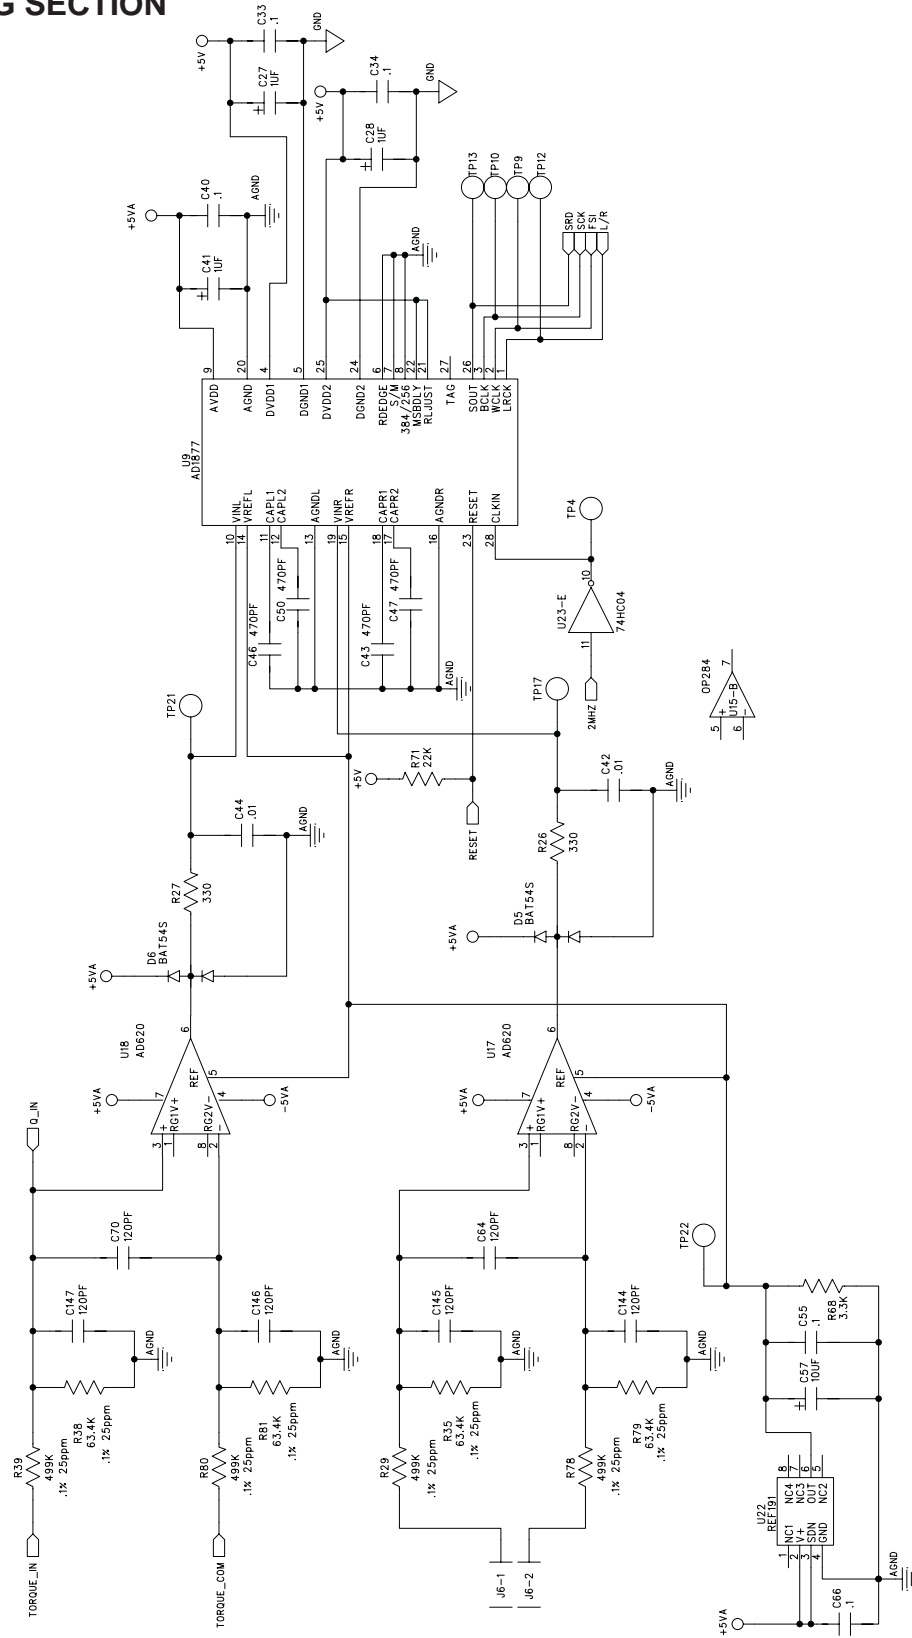 G SECTION
+5V
C33
.1
GND
C27
1UF
+
+5V
C34
.1
GND
C28
1UF
+
+5VA
C40
.1
AGND
C41
1UF
+
TP13
TP10
TP9
TP12
SRD
SCK
FSI
L/R
AGND
9
20
4
5
25
24
6
7
8
22
21
27
26
3
2
1
AVDD
AGND
DVDD1
DGND1
DVDD2
DGND2
RDEDGE
S/M
384/256
MSBDLY
RLJUST
TAG
SOUT
BCLK
WCLK
LRCK
U9
AD1877
VINL
VREFL
CAPL1
CAPL2
AGNDL
VINR
VREFR
CAPR1
CAPR2
AGNDR
RESET
CLKIN
10
14
11
12
13
19
15
18
17
16
23
28
C46 470PF
C50 470PF
C43 470PF
C47 470PF
AGND
TP4
U23-E
74HC04
10
11
2MHZ
OP284
U15-B
5
6
7
+
-
TP21
TP17
+5V
R71
22K
RESET
C44
.01
AGND
C42
.01
AGND
R27
330
R26
330
D6
BAT54S
+5VA
D5
BAT54S
+5VA
U18
AD620
6
REF
5
+5VA
7
4
-5VA
+
RG1V+
RG2V-
-
3
1
8
2
U17
AD620
6
REF
5
+5VA
7
4
-5VA
+
RG1V+
RG2V-
-
3
1
8
2
Q_IN
C70
120PF
C64
120PF
TP22
C147
120PF
AGND
C146
120PF
AGND
C145
120PF
AGND
C144
120PF
AGND
R38
63.4K
.1% 25ppm
R81
63.4K
.1% 25ppm
R35
63.4K
.1% 25ppm
R79
63.4K
.1% 25ppm
R39
499K
.1% 25ppm
R80
499K
.1% 25ppm
R29
499K
.1% 25ppm
R78
499K
.1% 25ppm
TORQUE_IN
TORQUE_COM
J6-1
J6-2
R68
3.3K
C55
.1
C57
10UF
+
U22
REF191
NC4
NC3
OUT
NC2
8
7
6
5
NC1
V+
SDN
GND
1
2
3
4
+5VA
C66
.1
AGND